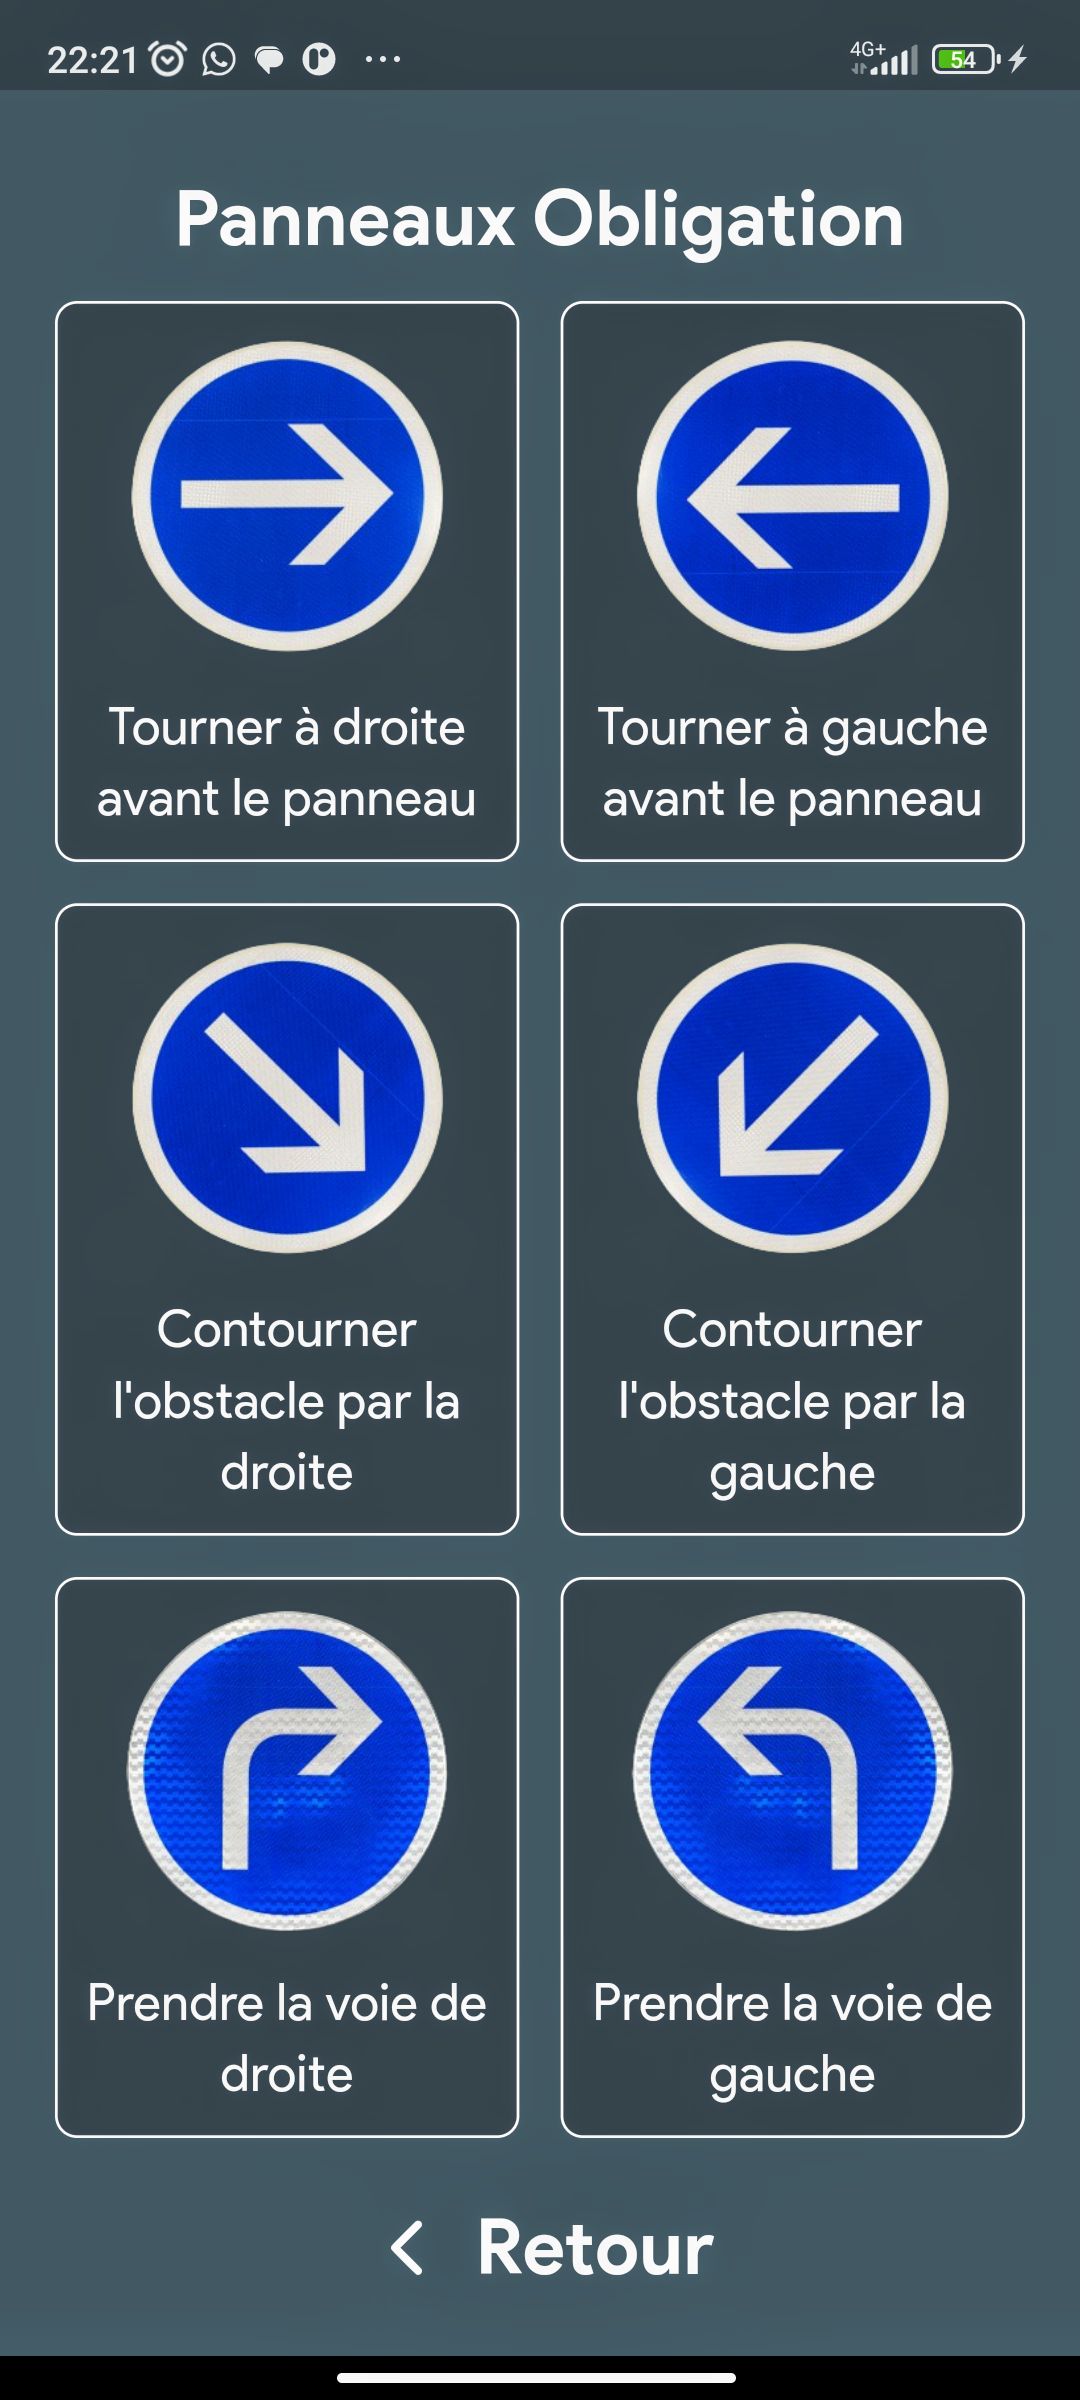 22:21
4G+
54
Panneaux Obligation
Tourner à droite
avant le panneau
Tourner à gauche
avant le panneau
Contourner
l'obstacle par la
droite
Contourner
l'obstacle par la
gauche
Prendre la voie de
droite
Prendre la voie de
gauche
Retour